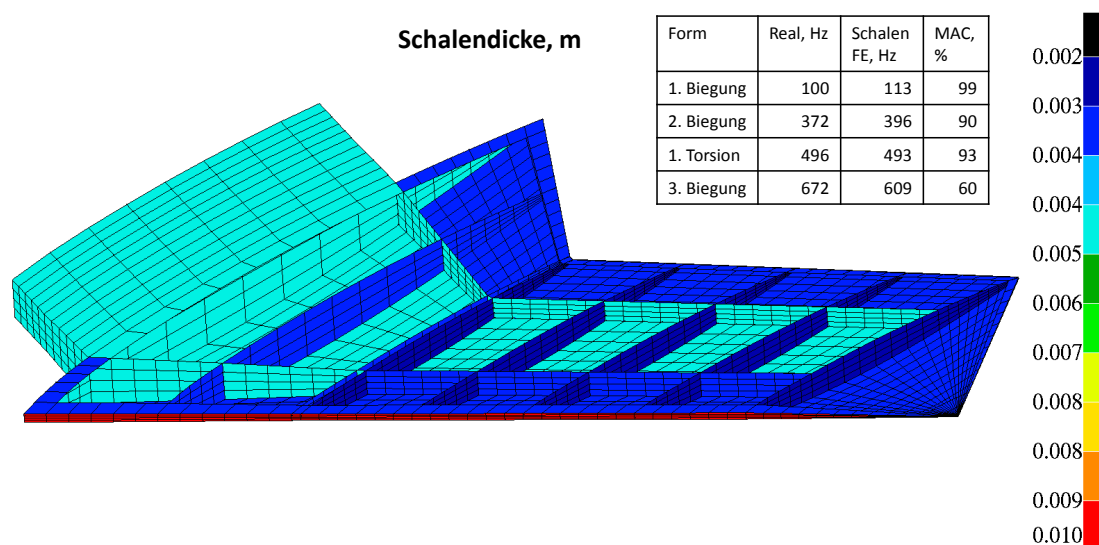 Schalendicke, m
Form Real, Hz Schalen FE, Hz MAC, %
1. Biegung 100 113 99
2. Biegung 372 396 90
1. Torsion 496 493 93
3. Biegung 672 609 60
0.002
0.003
0.004
0.004
0.005
0.006
0.007
0.008
0.008
0.009
0.010